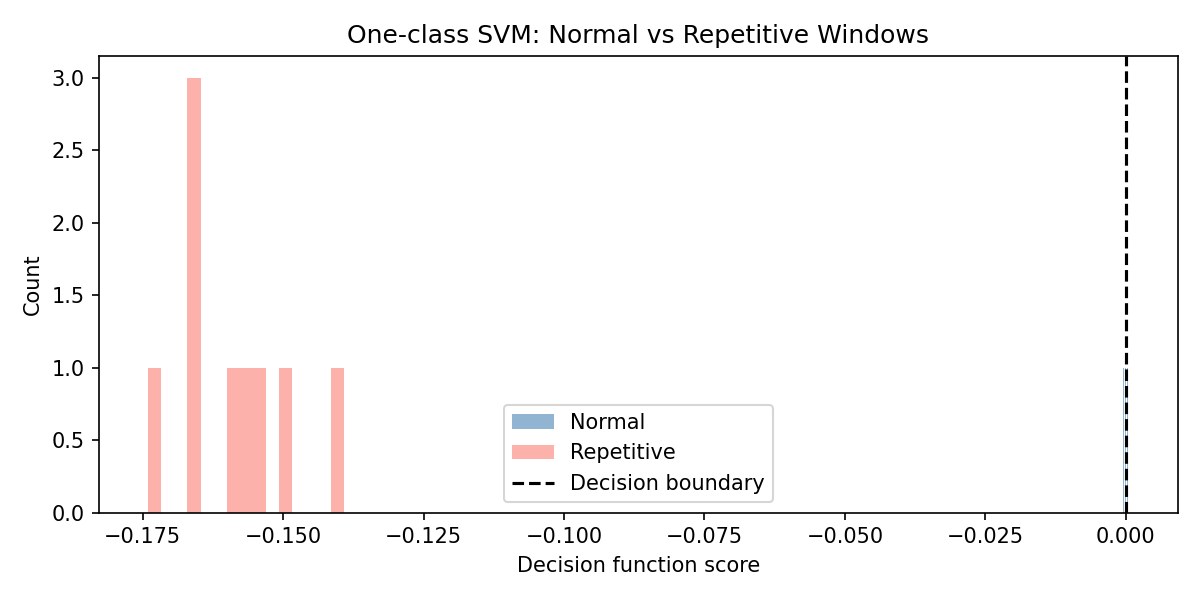 One-class SVM: Normal vs Repetitive Windows
3.0
2.5
2.0
1.5
1.0
0.5
0.0
Count
Normal
Repetitive
Decision boundary
−0.175 −0.150 −0.125 −0.100 −0.075 −0.050 −0.025 0.000
Decision function score